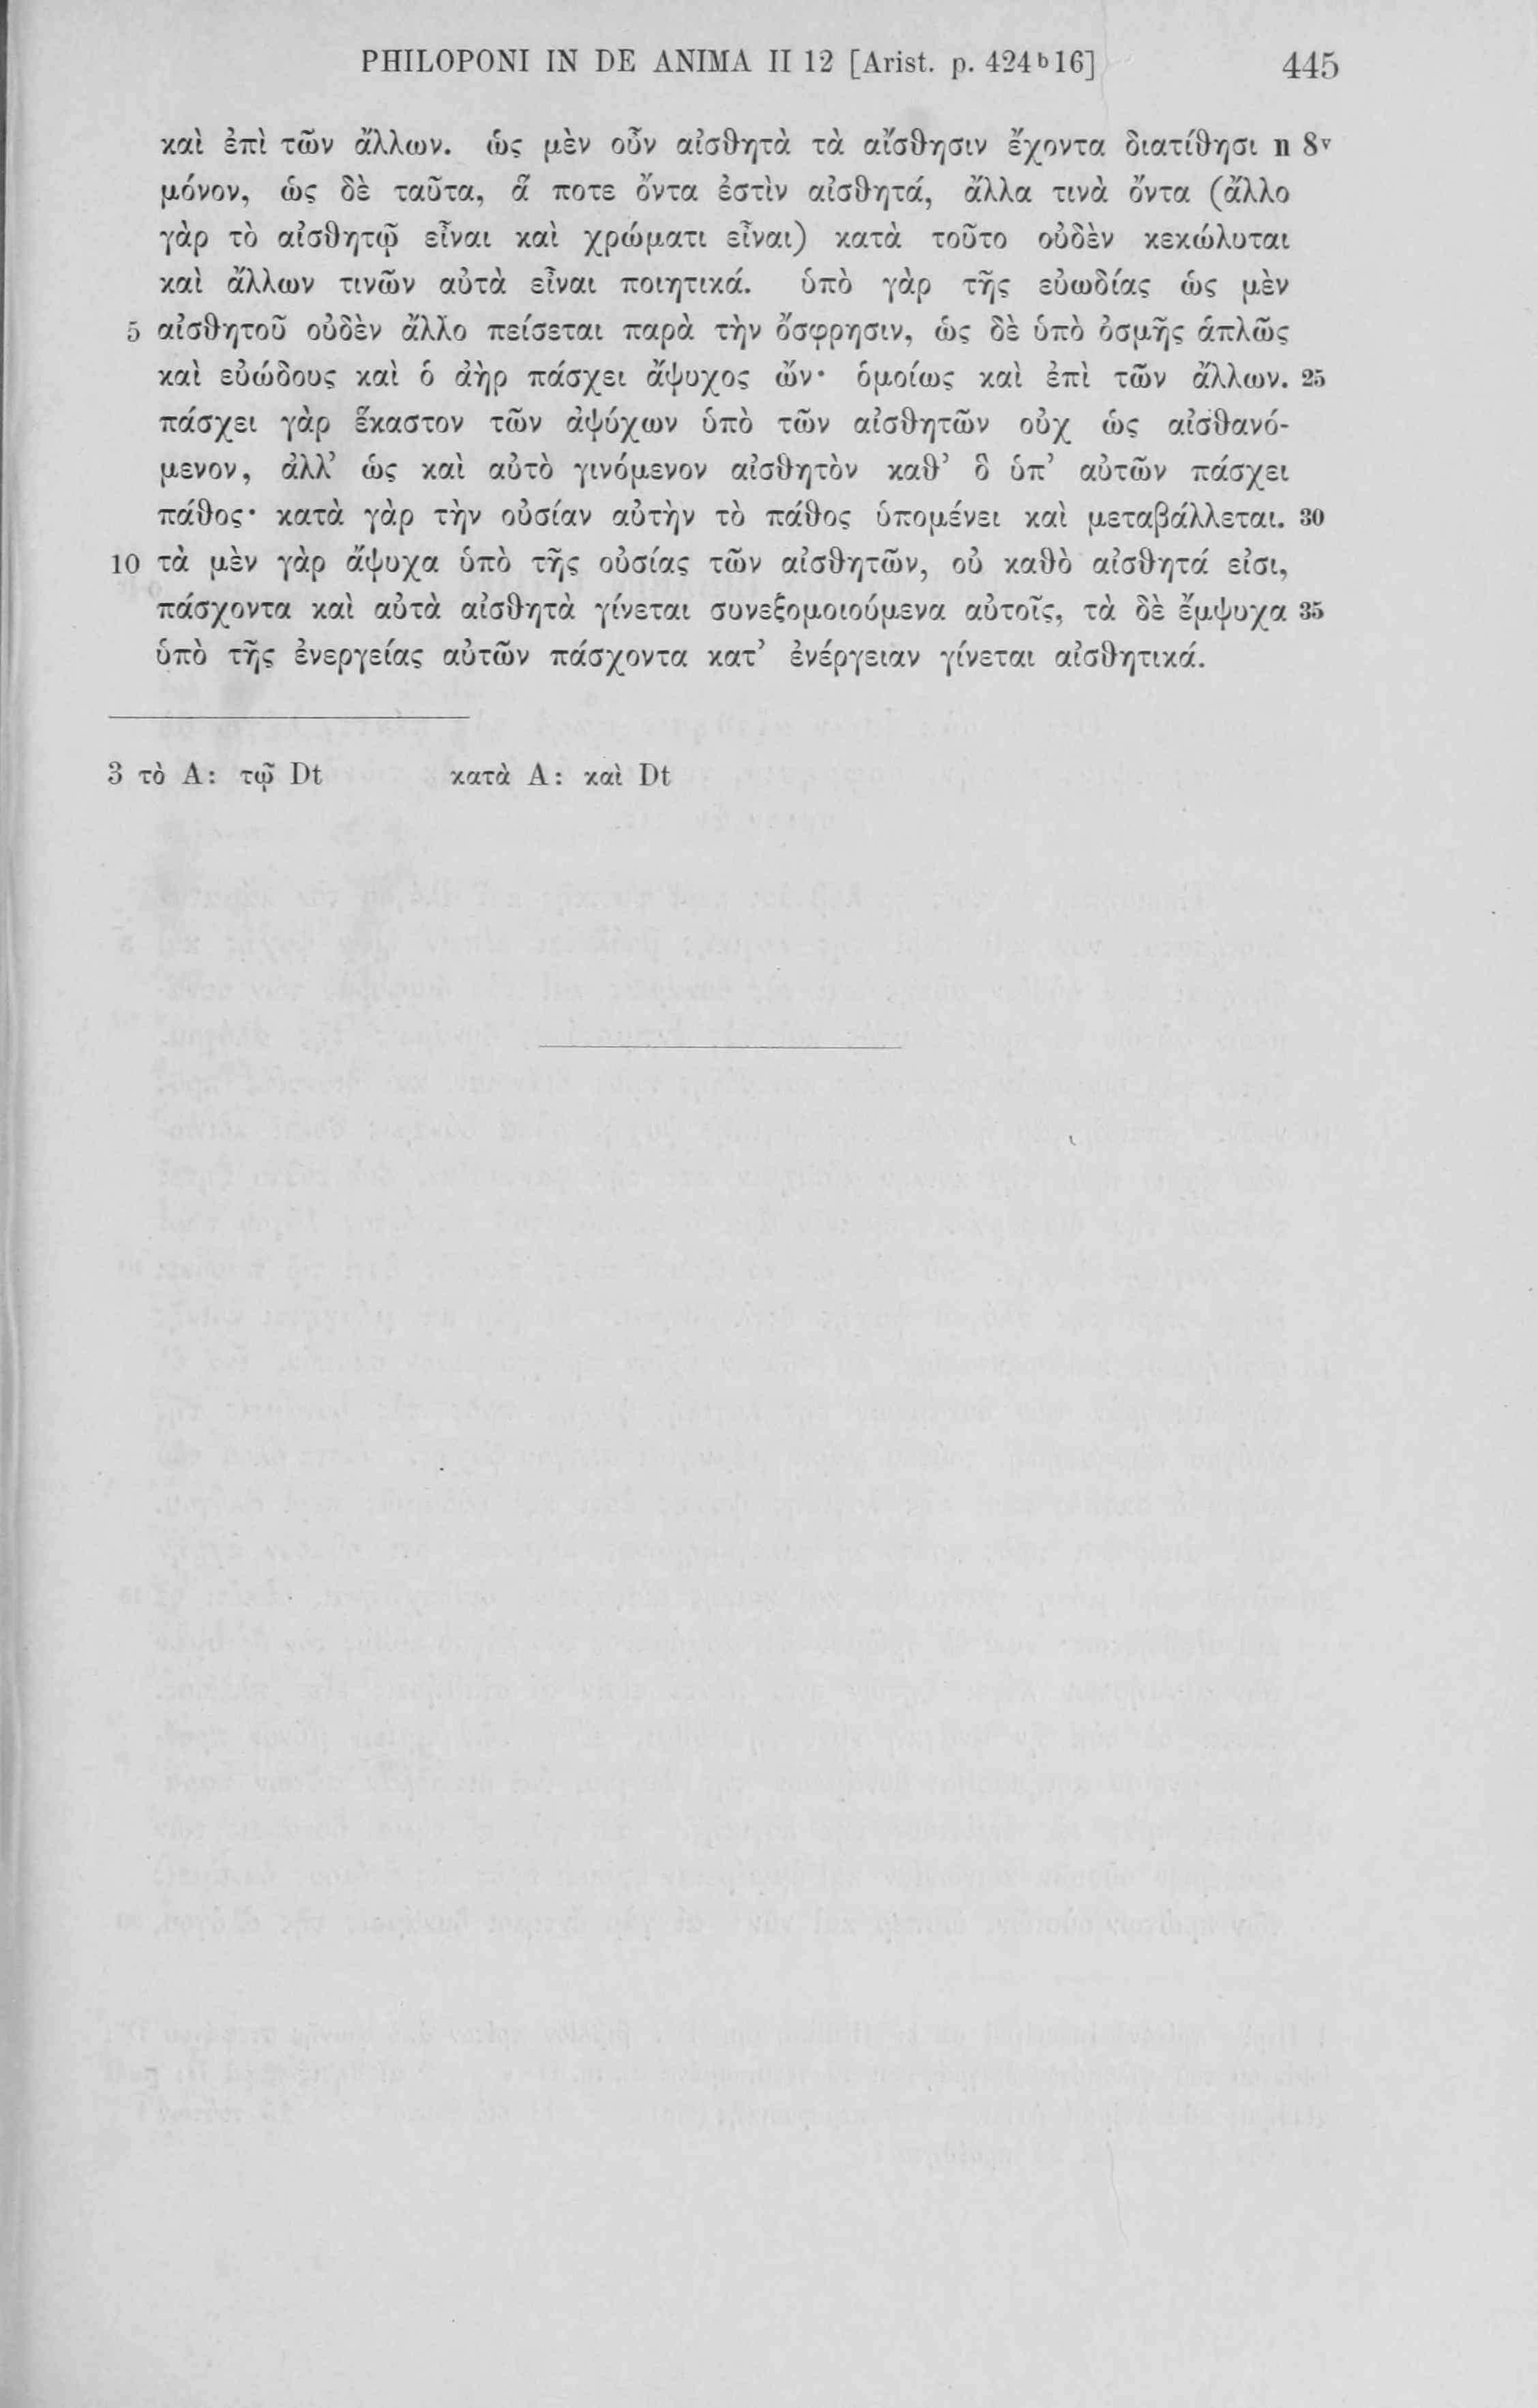 PHILOPONI IN DE ANIMA II 12 [Arist. p. 424ᵇ16] 445
καὶ ἐπὶ τῶν ἄλλων. ὡς μὲν οὖν αἰσθητὰ τὰ αἴσθησιν ἔχοντα διατίθησι n 8ᵛ
μόνον, ὡς δὲ ταῦτα, ἅ ποτε ὄντα ἐστὶν αἰσθητά, ἄλλα τινὰ ὄντα (ἄλλο
γὰρ τὸ αἰσθητῷ εἶναι καὶ χρώματι εἶναι) κατὰ τοῦτο οὐδὲν κεκώλυται
καὶ ἄλλων τινῶν αὐτὰ εἶναι ποιητικά. ὑπὸ γὰρ τῆς εὐωδίας ὡς μὲν
5 αἰσθητοῦ οὐδὲν ἄλλο πείσεται παρὰ τὴν ὄσφρησιν, ὡς δὲ ὑπὸ ὀσμῆς ἁπλῶς
καὶ εὐώδους καὶ ὁ ἀὴρ πάσχει ἄψυχος ὤν· ὁμοίως καὶ ἐπὶ τῶν ἄλλων. 25
πάσχει γὰρ ἕκαστον τῶν ἀψύχων ὑπὸ τῶν αἰσθητῶν οὐχ ὡς αἰσθανό-
μενον, ἀλλ’ ὡς καὶ αὐτὸ γινόμενον αἰσθητὸν καθ’ ὃ ὑπ’ αὐτῶν πάσχει
πάθος· κατὰ γὰρ τὴν οὐσίαν αὐτὴν τὸ πάθος ὑπομένει καὶ μεταβάλλεται. 30
10 τὰ μὲν γὰρ ἄψυχα ὑπὸ τῆς οὐσίας τῶν αἰσθητῶν, οὐ καθὸ αἰσθητά εἰσι,
πάσχοντα καὶ αὐτὰ αἰσθητὰ γίνεται συνεξομοιούμενα αὐτοῖς, τὰ δὲ ἔμψυχα 35
ὑπὸ τῆς ἐνεργείας αὐτῶν πάσχοντα κατ’ ἐνέργειαν γίνεται αἰσθητικά.
3 τὸ A: τῷ Dt κατὰ A: καὶ Dt